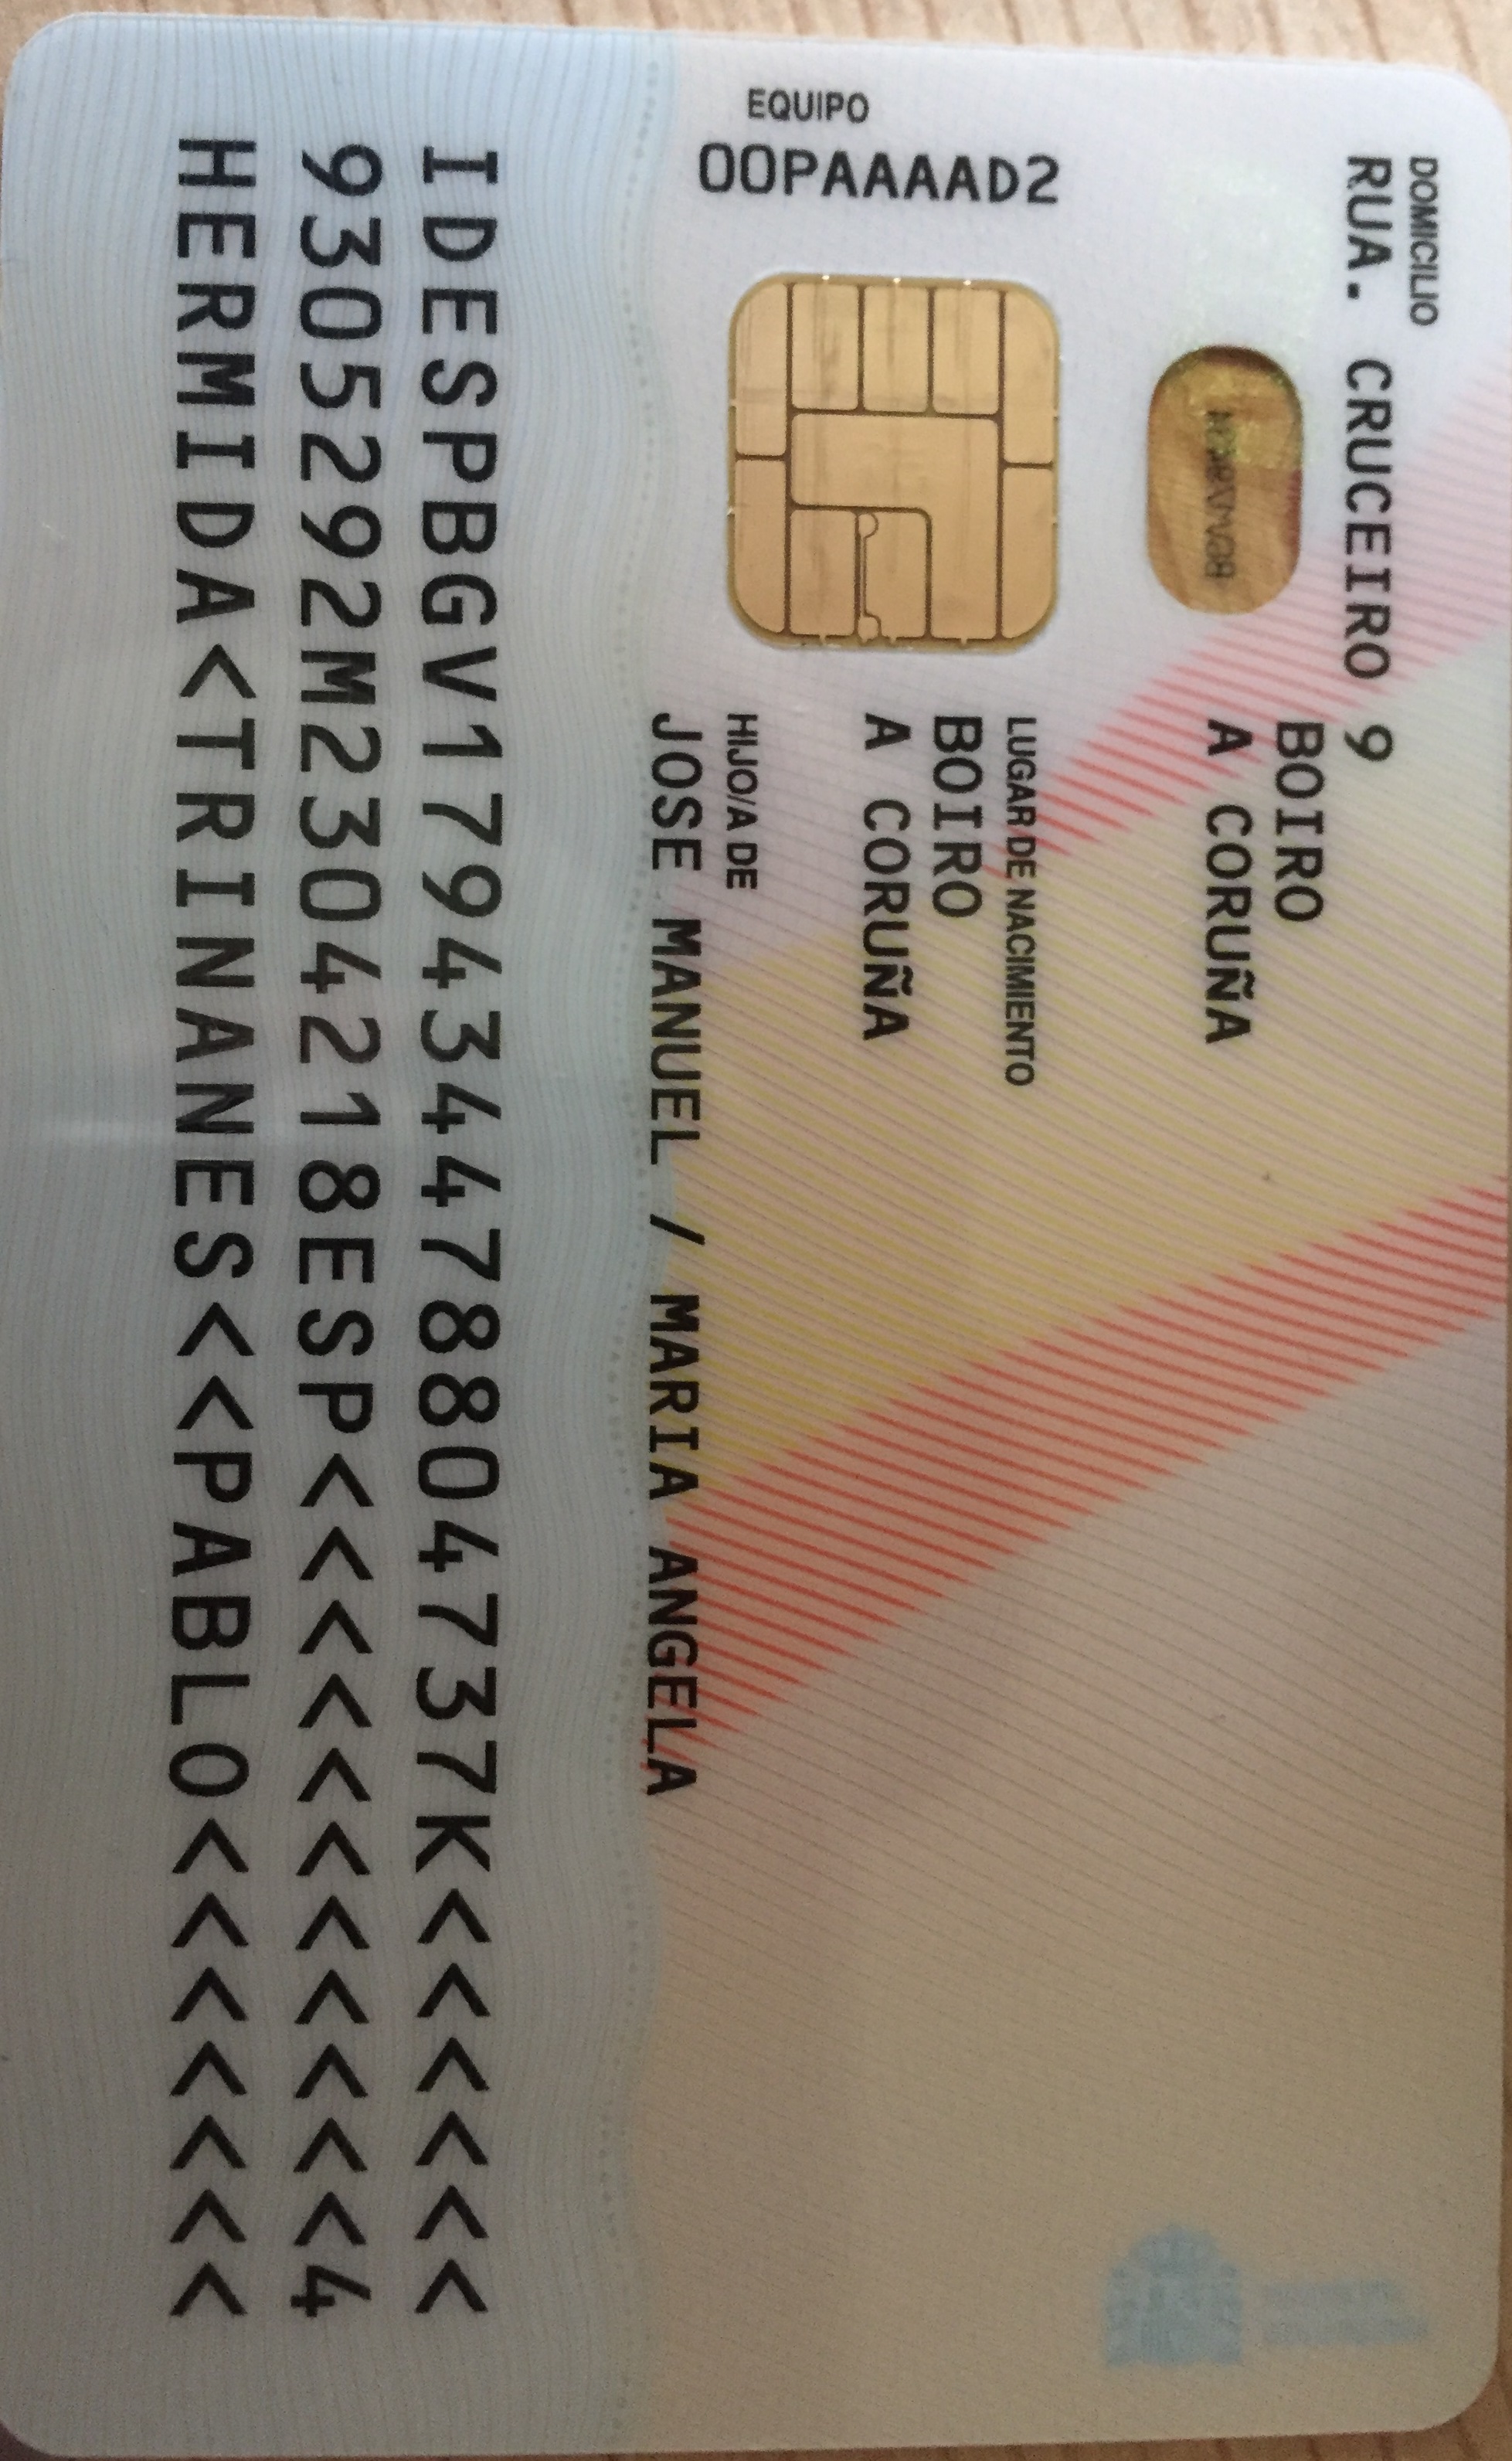 DOMICILIO
RUA. CRUCEIRO 9
BOIRO
A CORUÑA
LUGAR DE NACIMIENTO
BOIRO
A CORUÑA
HIJO/A DE
JOSE MANUEL / MARIA ANGELA
EQUIPO
00PAAAAD2
IDESPBGV179434478804737K<<<<<<
9305292M2304218ESP<<<<<<<<<<<4
HERMIDA<TRINANES<<PABLO<<<<<<<